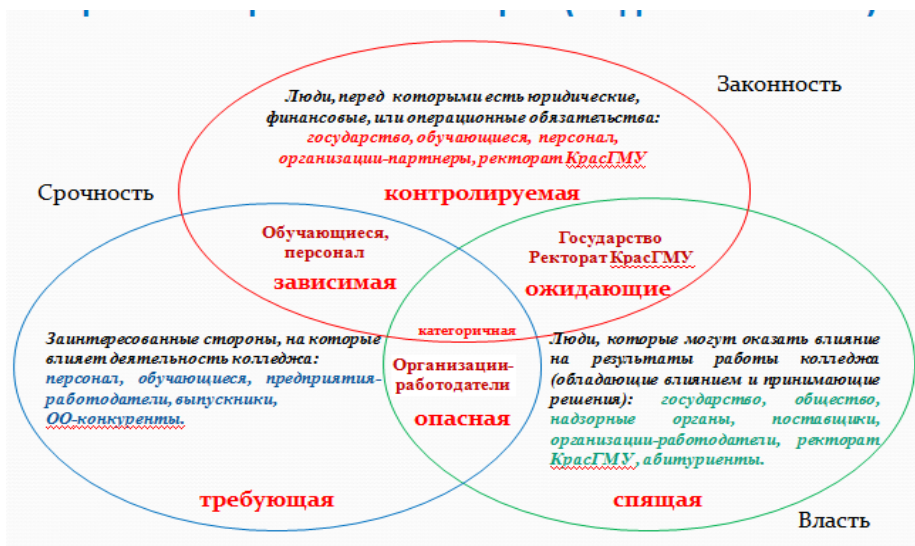 Законность
Люди, перед которыми есть юридические,
финансовые, или операционные обязательства:
государство, обучающиеся, персонал,
организации-партнеры, ректорат КрасГМУ
контролируемая
Срочность
Обучающиеся,
персонал
зависимая
Государство
Ректорат КрасГМУ
ожидающие
категоричная
Заинтересованные стороны, на которые
влияет деятельность колледжа:
персонал, обучающиеся, предприятия-
работодатели, выпускники,
ОО-конкуренты.
Организации-
работодатели
опасная
Люди, которые могут оказать влияние
на результаты работы колледжа
(обладающие влиянием и принимающие
решения): государство, общество,
надзорные органы, поставщики,
организации-работодатели, ректорат
КрасГМУ, абитуриенты.
требующая
спящая
Власть